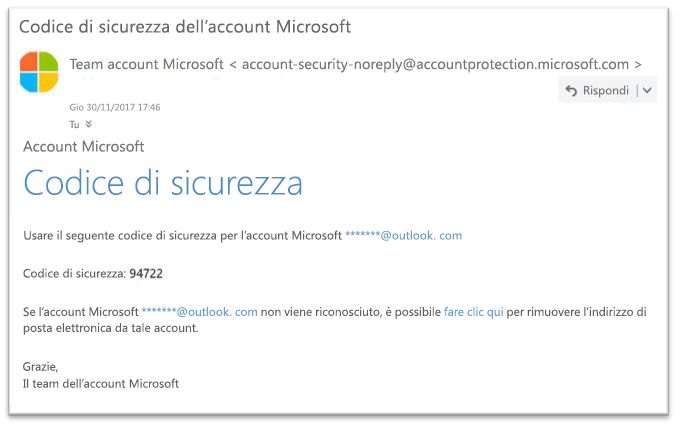 Codice di sicurezza dell'account Microsoft
Team account Microsoft < account-security-noreply@accountprotection.microsoft.com >
Rispondi
Gio 30/11/2017 17:46
Tu
Account Microsoft
Codice di sicurezza
Usare il seguente codice di sicurezza per l'account Microsoft *******@outlook. com
Codice di sicurezza: 94722
Se l'account Microsoft *******@outlook. com non viene riconosciuto, è possibile fare clic qui per rimuovere l'indirizzo di
posta elettronica da tale account.
Grazie,
Il team dell'account Microsoft